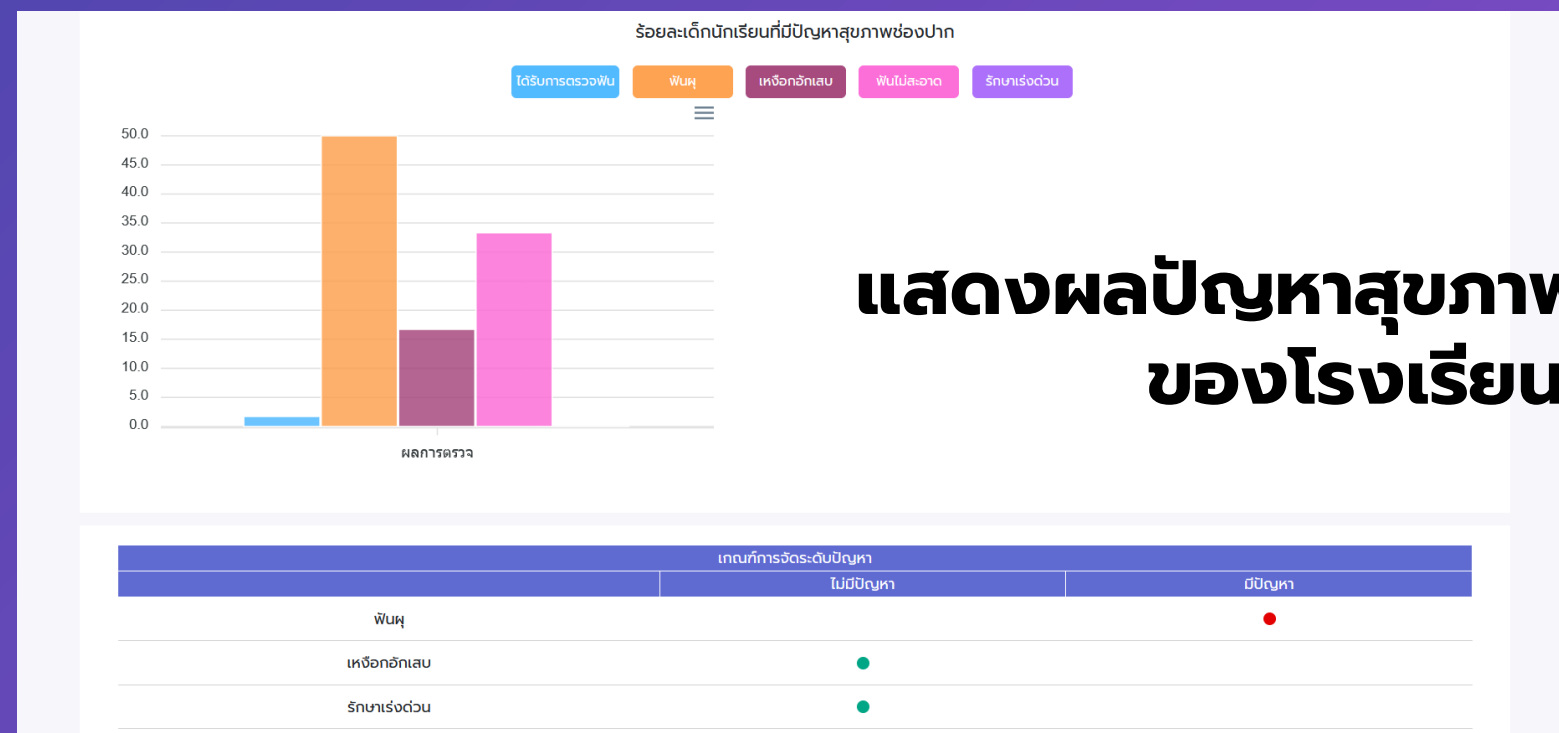 ร้อยละเด็กนักเรียนที่มีปัญหาสุขภาพช่องปาก
ได้รับการตรวจฟัน ฟันผุ เหงือกอักเสบ ฟันไม่สะอาด รักษาเร่งด่วน
50.0
45.0
40.0
35.0
30.0
25.0
20.0
15.0
10.0
5.0
0.0
ผลการตรวจ
แสดงผลปัญหาสุขภาพ
ของโรงเรียน
เกณฑ์การจัดระดับปัญหา
ไม่มีปัญหา มีปัญหา
ฟันผุ
เหงือกอักเสบ
รักษาเร่งด่วน